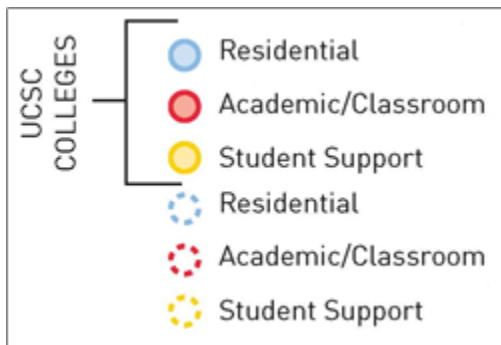 UCSC
COLLEGES
Residential
Academic/Classroom
Student Support
Residential
Academic/Classroom
Student Support